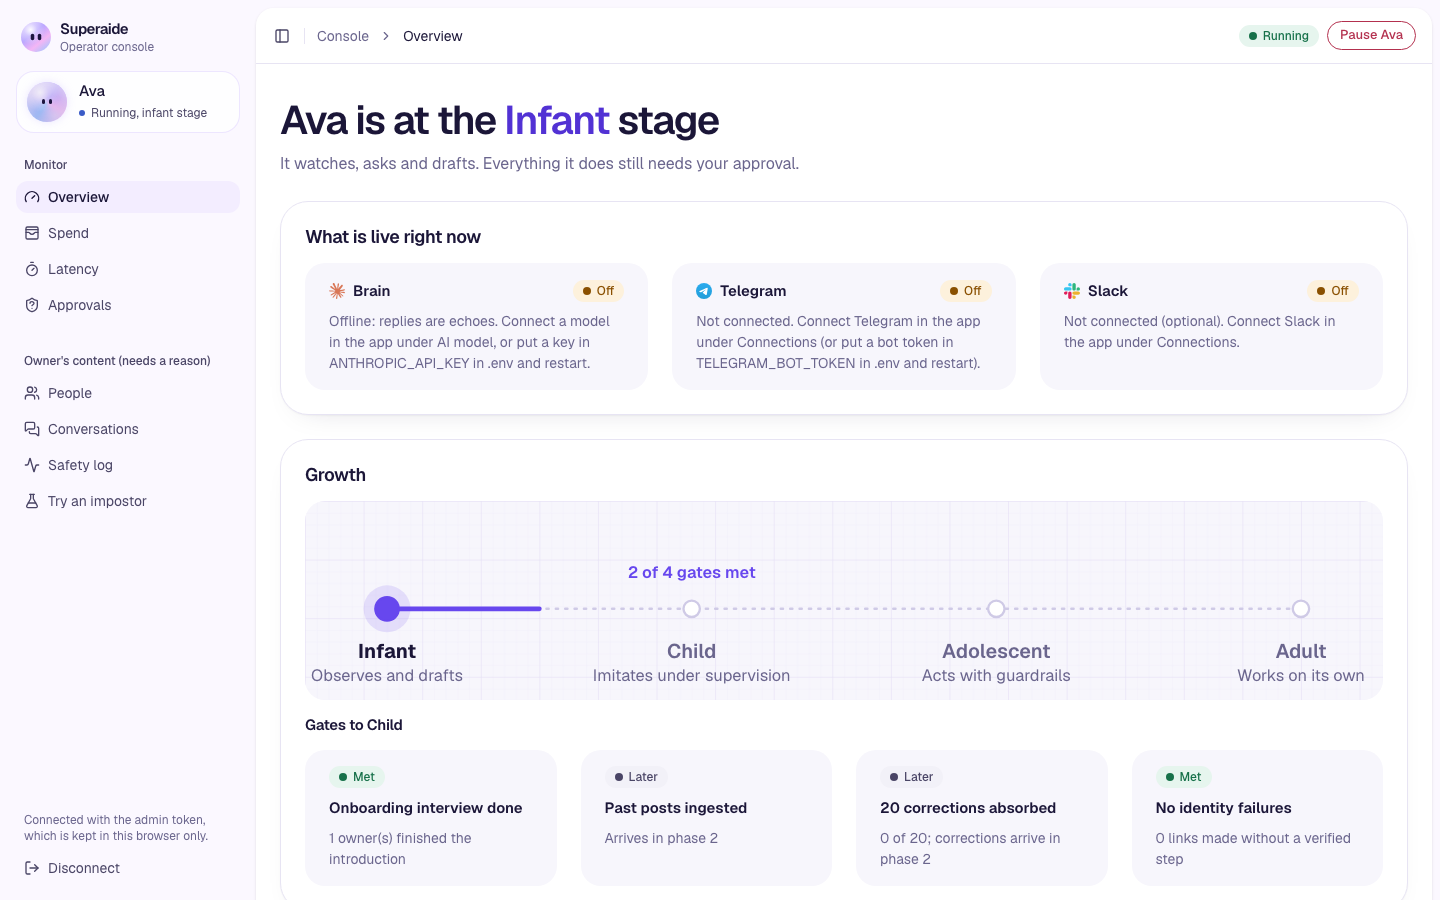 Superaide
Operator console
Ava
Running, infant stage
Monitor
Overview
Spend
Latency
Approvals
Owner's content (needs a reason)
People
Conversations
Safety log
Try an impostor
Connected with the admin token,
which is kept in this browser only.
Disconnect
Console
Overview
Running
Pause Ava
Ava is at the Infant stage
It watches, asks and drafts. Everything it does still needs your approval.
What is live right now
Brain
Off
Offline: replies are echoes. Connect a model
in the app under AI model, or put a key in
ANTHROPIC_API_KEY in .env and restart.
Telegram
Off
Not connected. Connect Telegram in the app
under Connections (or put a bot token in
TELEGRAM_BOT_TOKEN in .env and restart).
Slack
Off
Not connected (optional). Connect Slack in
the app under Connections.
Growth
2 of 4 gates met
Infant
Observes and drafts
Child
Imitates under supervision
Adolescent
Acts with guardrails
Adult
Works on its own
Gates to Child
Met
Onboarding interview done
1 owner(s) finished the
introduction
Later
Past posts ingested
Arrives in phase 2
Later
20 corrections absorbed
0 of 20; corrections arrive in
phase 2
Met
No identity failures
0 links made without a verified
step